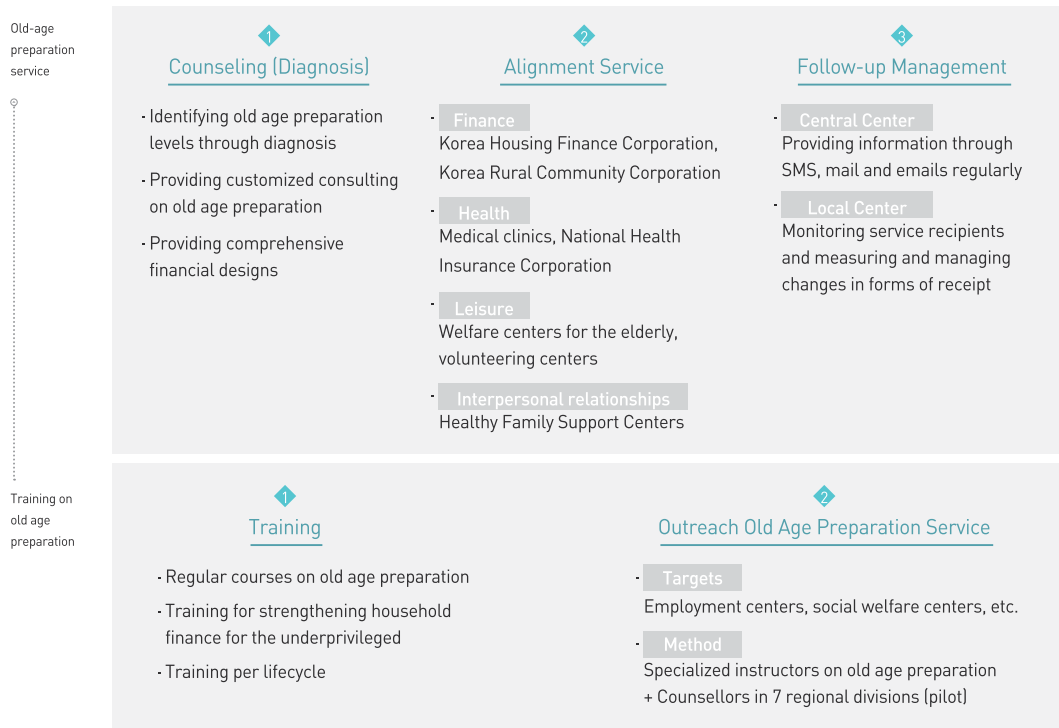 Old-age
preparation
service
1
Counseling (Diagnosis)
- Identifying old age preparation
levels through diagnosis
- Providing customized consulting
on old age preparation
- Providing comprehensive
financial designs
2
Alignment Service
- Finance
Korea Housing Finance Corporation,
Korea Rural Community Corporation
- Health
Medical clinics, National Health
Insurance Corporation
- Leisure
Welfare centers for the elderly,
volunteering centers
- Interpersonal relationships
Healthy Family Support Centers
3
Follow-up Management
- Central Center
Providing information through
SMS, mail and emails regularly
- Local Center
Monitoring service recipients
and measuring and managing
changes in forms of receipt
Training on
old age
preparation
1
Training
- Regular courses on old age preparation
- Training for strengthening household
finance for the underprivileged
- Training per lifecycle
2
Outreach Old Age Preparation Service
- Targets
Employment centers, social welfare centers, etc.
- Method
Specialized instructors on old age preparation
+ Counsellors in 7 regional divisions (pilot)